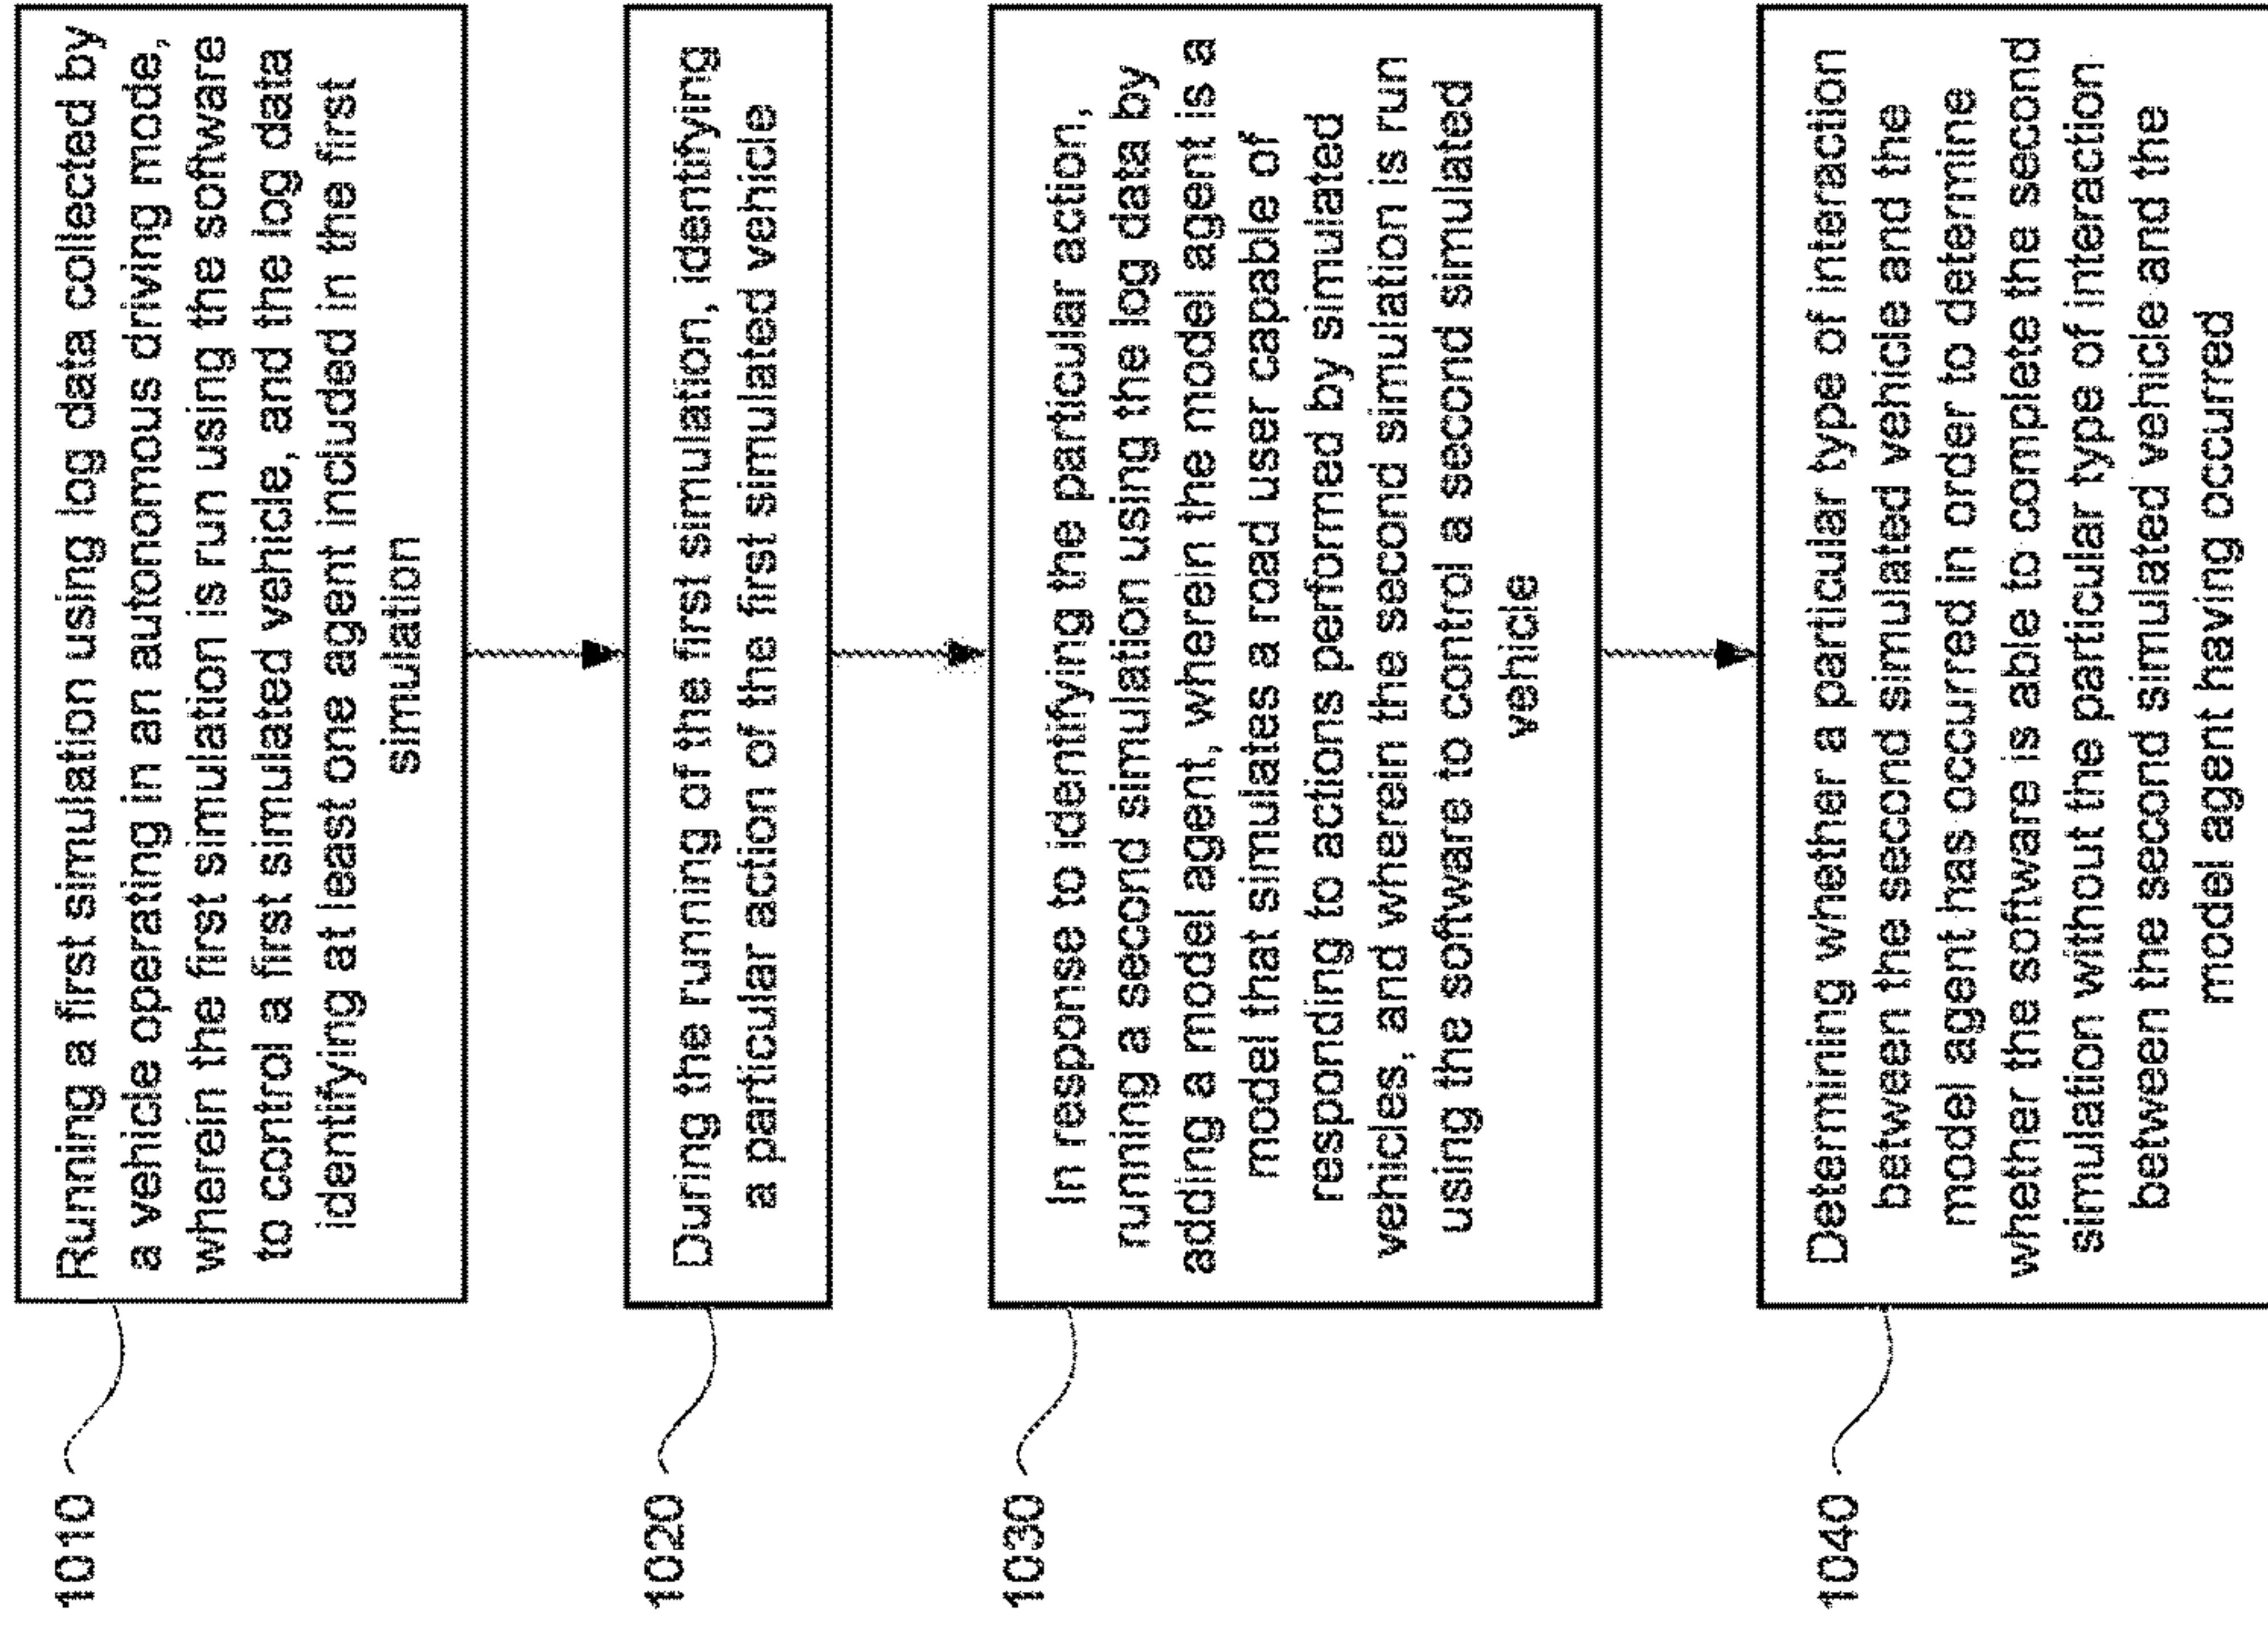 1010
Running a first simulation using log data collected by
a vehicle operating in an autonomous driving mode,
wherein the first simulation is run using the software
to control a first simulated vehicle, and the log data
identifying at least one agent included in the first
simulation
1020
During the running of the first simulation, identifying
a particular action of the first simulated vehicle
1030
In response to identifying the particular action,
running a second simulation using the log data by
adding a model agent, wherein the model agent is a
model that simulates a road user capable of
responding to actions performed by simulated
vehicles, and wherein the second simulation is run
using the software to control a second simulated
vehicle
1040
Determining whether a particular type of interaction
between the second simulated vehicle and the
model agent has occurred in order to determine
whether the software is able to complete the second
simulation without the particular type of interaction
between the second simulated vehicle and the
model agent having occurred